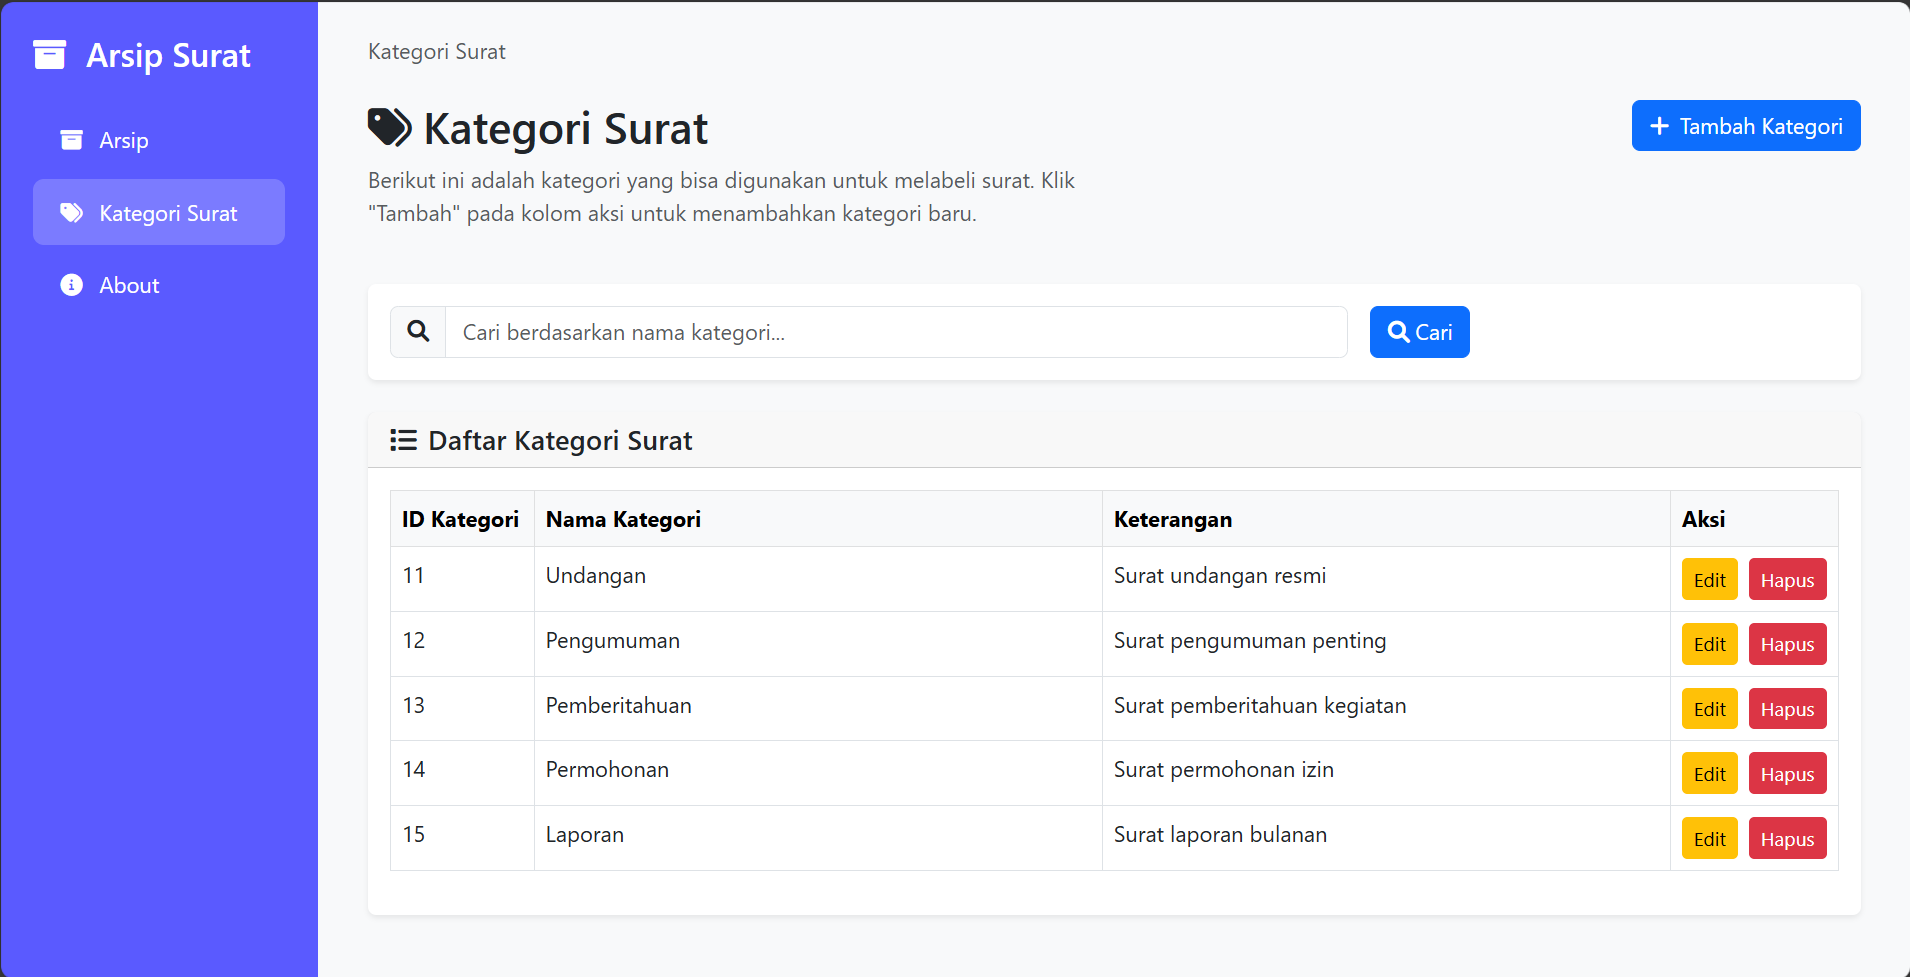 Arsip Surat
Arsip
Kategori Surat
About
Kategori Surat
Kategori Surat
Tambah Kategori
Berikut ini adalah kategori yang bisa digunakan untuk melabeli surat. Klik
"Tambah" pada kolom aksi untuk menambahkan kategori baru.
Cari berdasarkan nama kategori...
Cari
Daftar Kategori Surat
ID Kategori Nama Kategori Keterangan Aksi
11 Undangan Surat undangan resmi Edit Hapus
12 Pengumuman Surat pengumuman penting Edit Hapus
13 Pemberitahuan Surat pemberitahuan kegiatan Edit Hapus
14 Permohonan Surat permohonan izin Edit Hapus
15 Laporan Surat laporan bulanan Edit Hapus